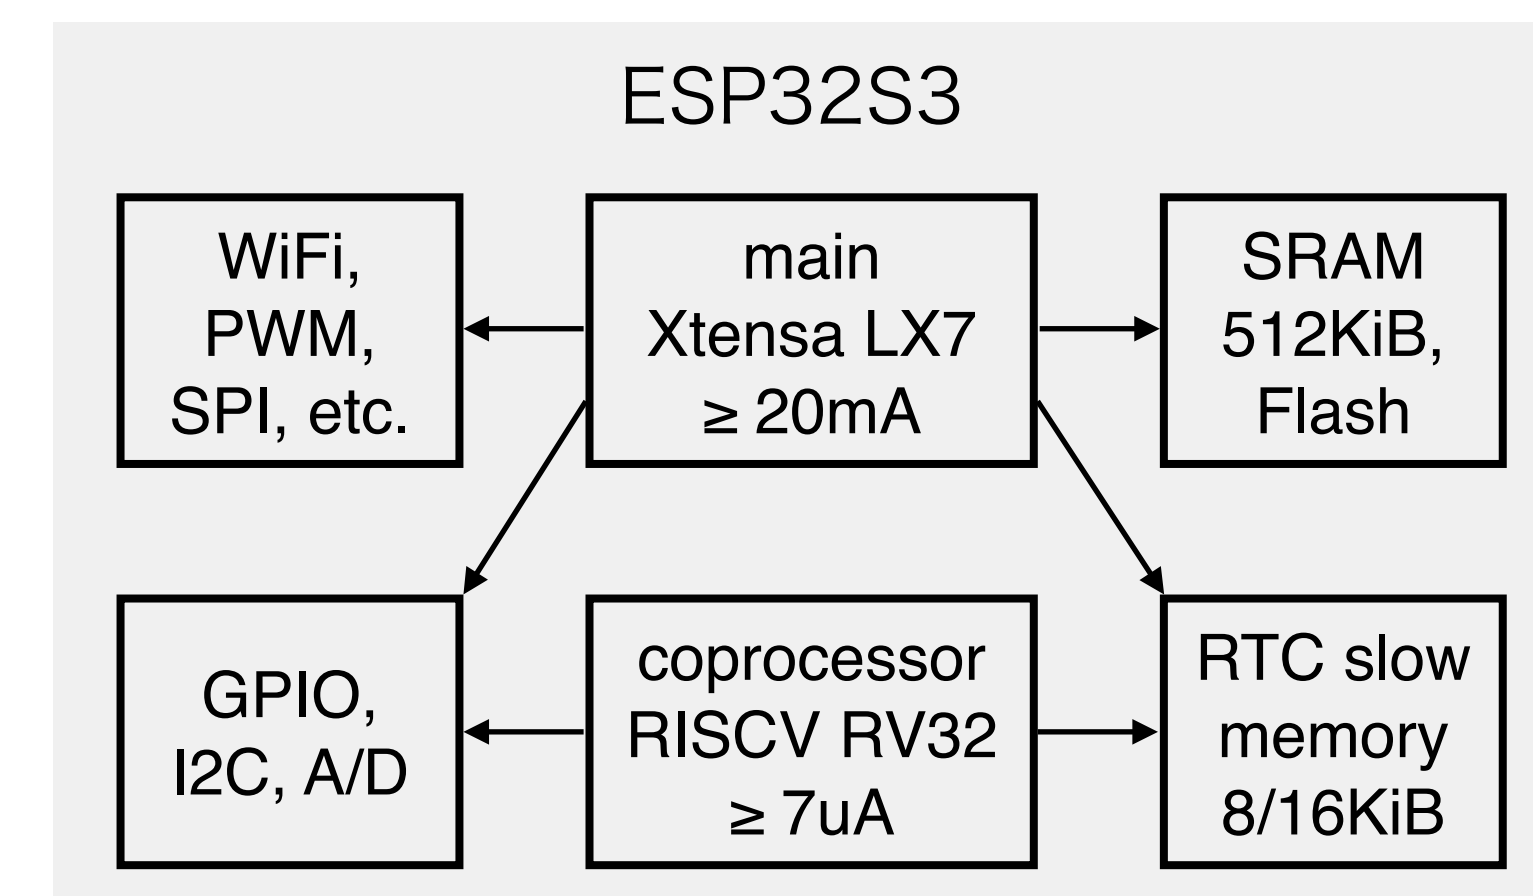 ESP32S3
WiFi,
PWM,
SPI, etc.
main
Xtensa LX7
≥ 20mA
SRAM
512KiB,
Flash
GPIO,
I2C, A/D
coprocessor
RISCV RV32
≥ 7uA
RTC slow
memory
8/16KiB